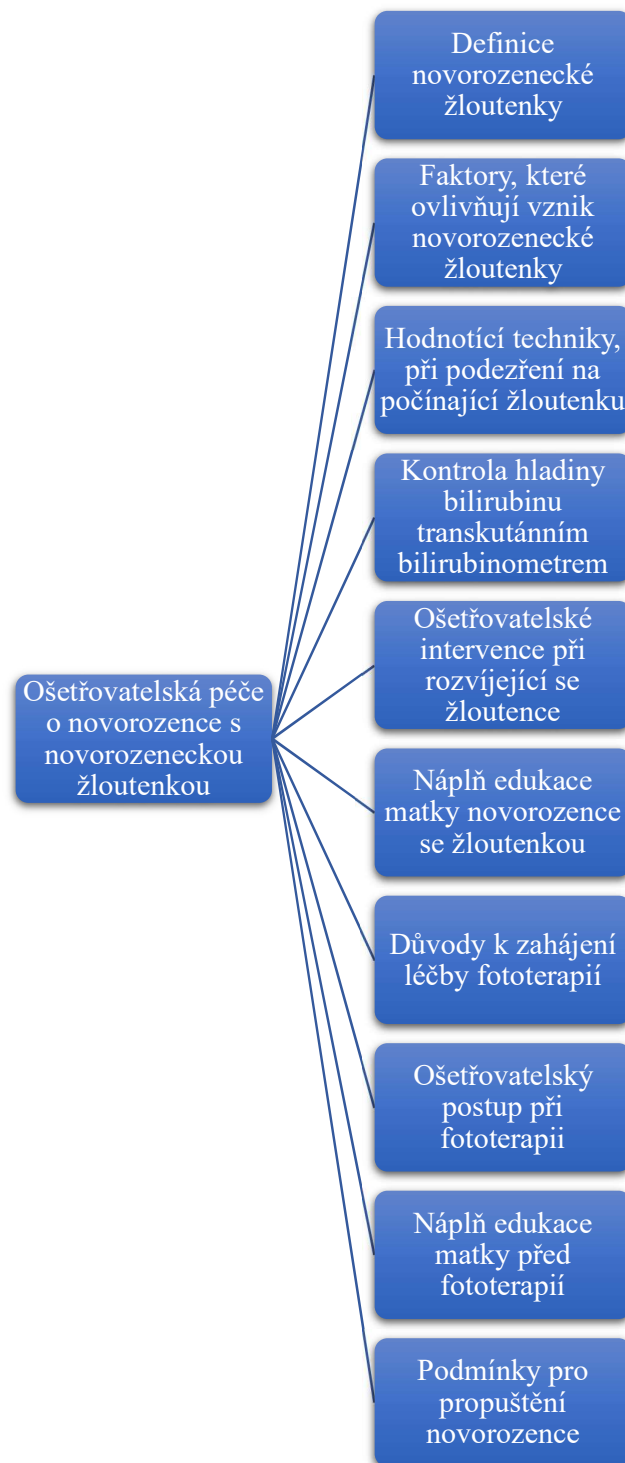 Definice
novorozenecké
žloutenky
Faktory, které
ovlivňují vznik
novorozenecké
žloutenky
Hodnotící techniky,
při podezření na
počínající žloutenku
Kontrola hladiny
bilirubinu
transkutánním
bilirubinometrem
Ošetřovatelská péče
o novorozence s
novorozeneckou
žloutenkou
Ošetřovatelské
intervence při
rozvíjející se
žloutence
Náplň edukace
matky novorozence
se žloutenkou
Důvody k zahájení
léčby fototerapií
Ošetřovatelský
postup při
fototerapii
Náplň edukace
matky před
fototerapií
Podmínky pro
propuštění
novorozence